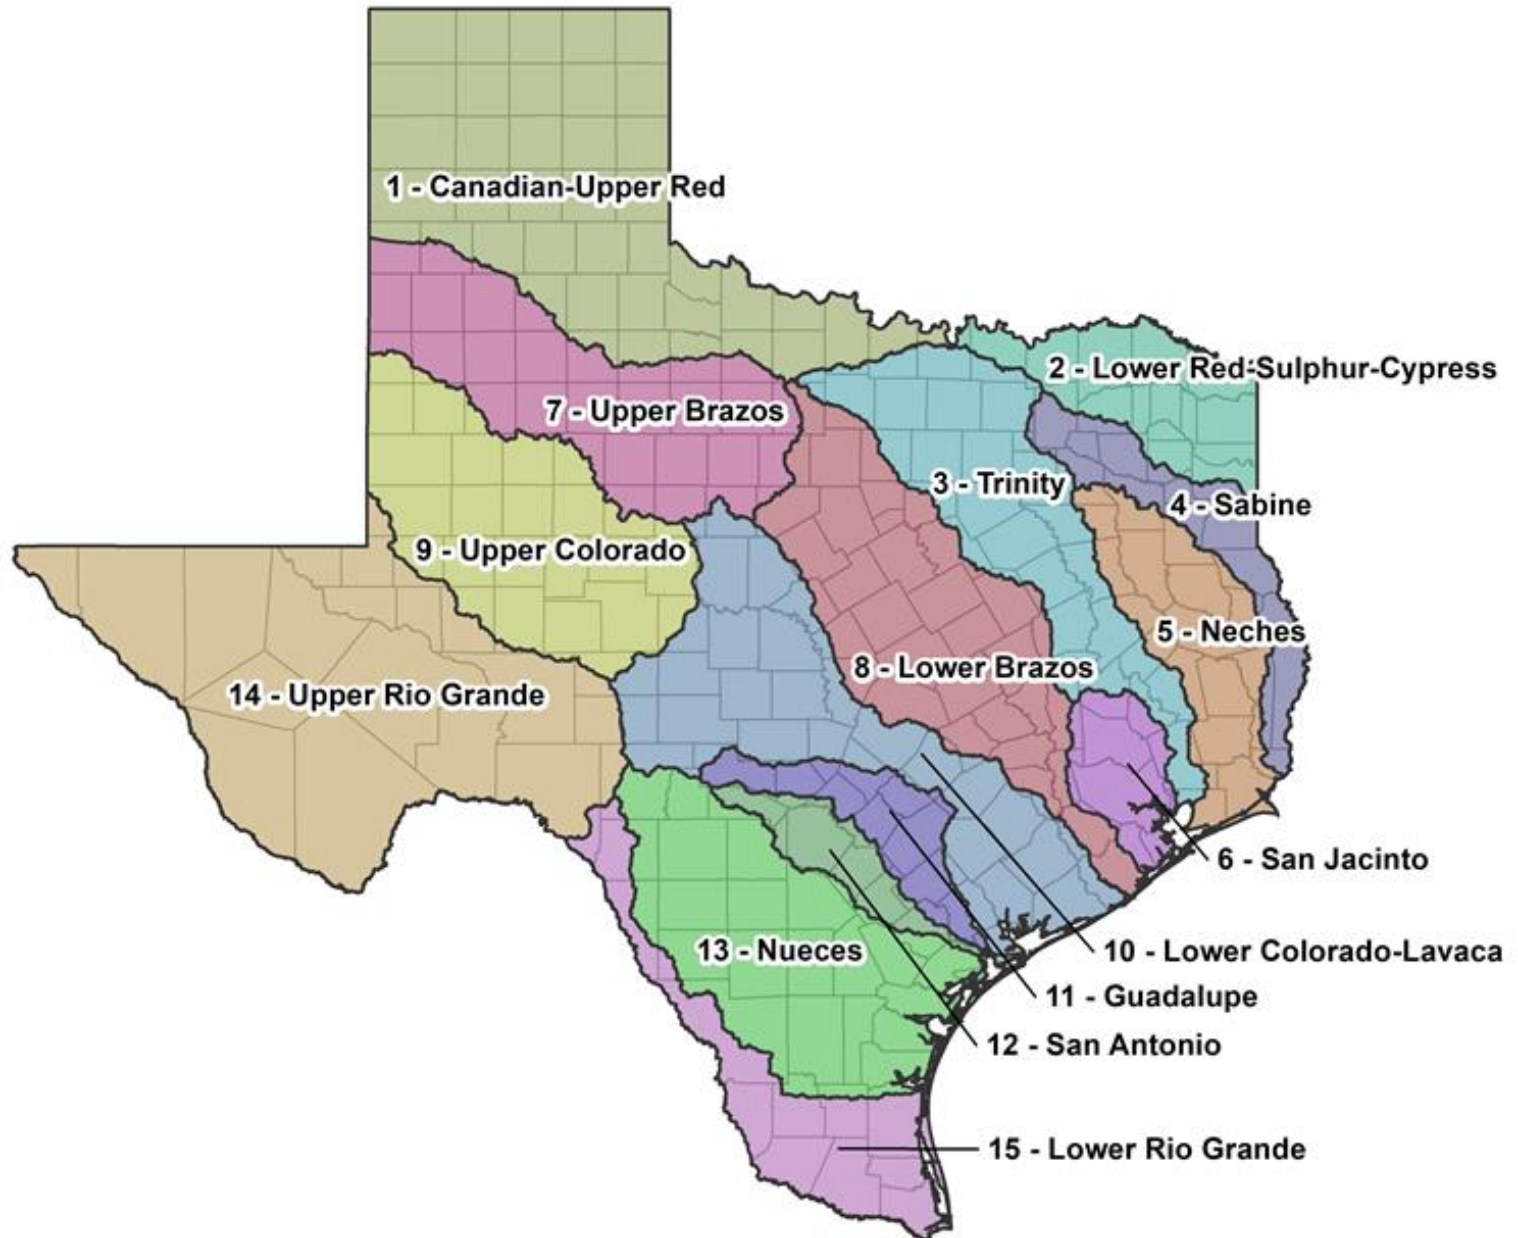 1 - Canadian-Upper Red
2 - Lower Red-Sulphur-Cypress
7 - Upper Brazos
3 - Trinity
4 - Sabine
9 - Upper Colorado
5 - Neches
8 - Lower Brazos
14 - Upper Rio Grande
6 - San Jacinto
13 - Nueces
10 - Lower Colorado-Lavaca
11 - Guadalupe
12 - San Antonio
15 - Lower Rio Grande